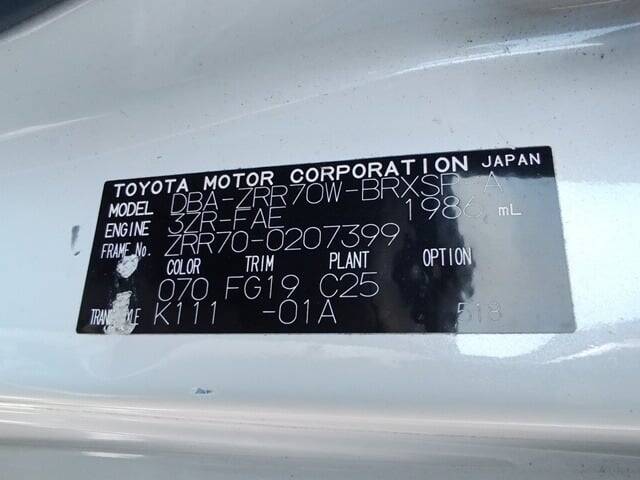 TOYOTA MOTOR CORPORATION JAPAN
MODEL DBA-ZRR70W-BRXSP-A
ENGINE 3ZR-FAE 1986 mL
FRAME No. ZRR70-0207399
COLOR TRIM PLANT OPTION
070 FG19 C25
K111 -01A 518